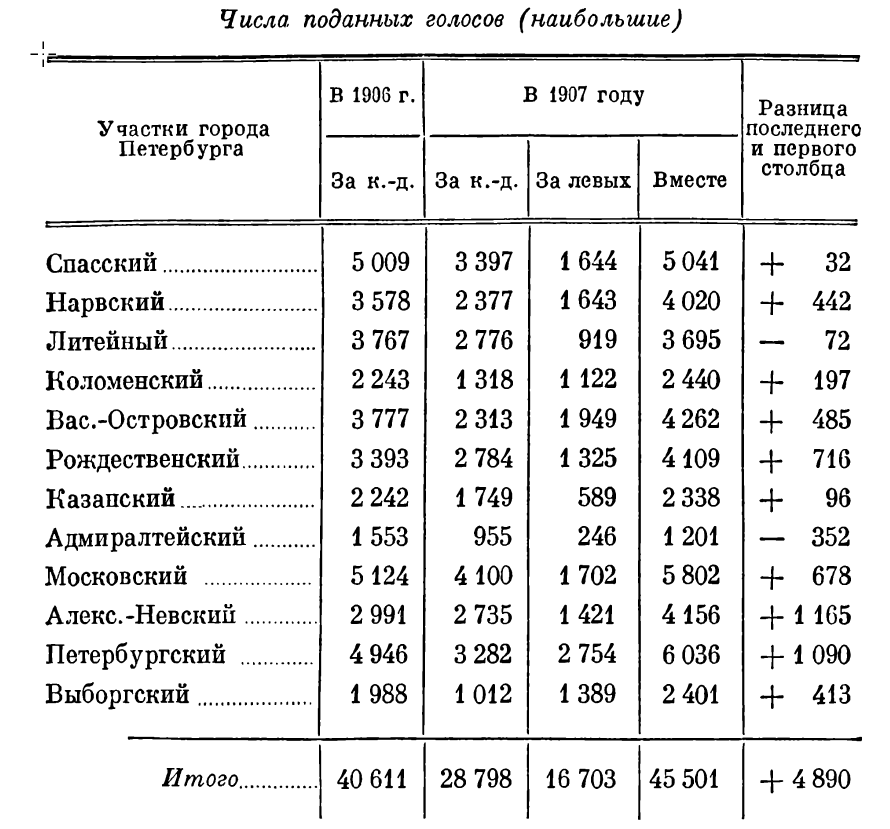 Числа поданных голосов (наибольшие)
Участки города Петербурга | В 1906 г. | В 1907 году | Разница последнего и первого столбца
За к.-д. | За к.-д. | За левых | Вместе
Спасский | 5 009 | 3 397 | 1 644 | 5 041 | + 32
Нарвский | 3 578 | 2 377 | 1 643 | 4 020 | + 442
Литейный | 3 767 | 2 776 | 919 | 3 695 | — 72
Коломенский | 2 243 | 1 318 | 1 122 | 2 440 | + 197
Вас.-Островский | 3 777 | 2 313 | 1 949 | 4 262 | + 485
Рождественский | 3 393 | 2 784 | 1 325 | 4 109 | + 716
Казапский | 2 242 | 1 749 | 589 | 2 338 | + 96
Адмиралтейский | 1 553 | 955 | 246 | 1 201 | — 352
Московский | 5 124 | 4 100 | 1 702 | 5 802 | + 678
Алекс.-Невский | 2 991 | 2 735 | 1 421 | 4 156 | + 1 165
Петербургский | 4 946 | 3 282 | 2 754 | 6 036 | + 1 090
Выборгский | 1 988 | 1 012 | 1 389 | 2 401 | + 413
Итого | 40 611 | 28 798 | 16 703 | 45 501 | + 4 890